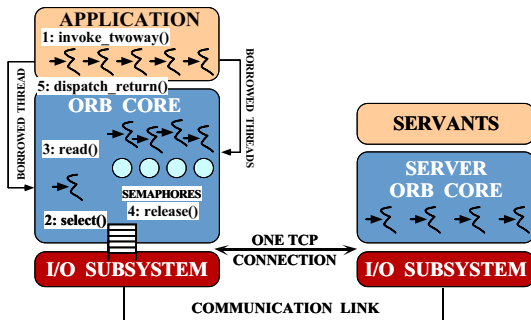 APPLICATION
1: invoke_twoway()
5: dispatch_return()
BORROWED THREAD
BORROWED
THREADS
ORB CORE
3: read()
SEMAPHORES
4: release()
2: select()
I/O SUBSYSTEM
ONE TCP
CONNECTION
SERVANTS
SERVER
ORB CORE
I/O SUBSYSTEM
COMMUNICATION LINK